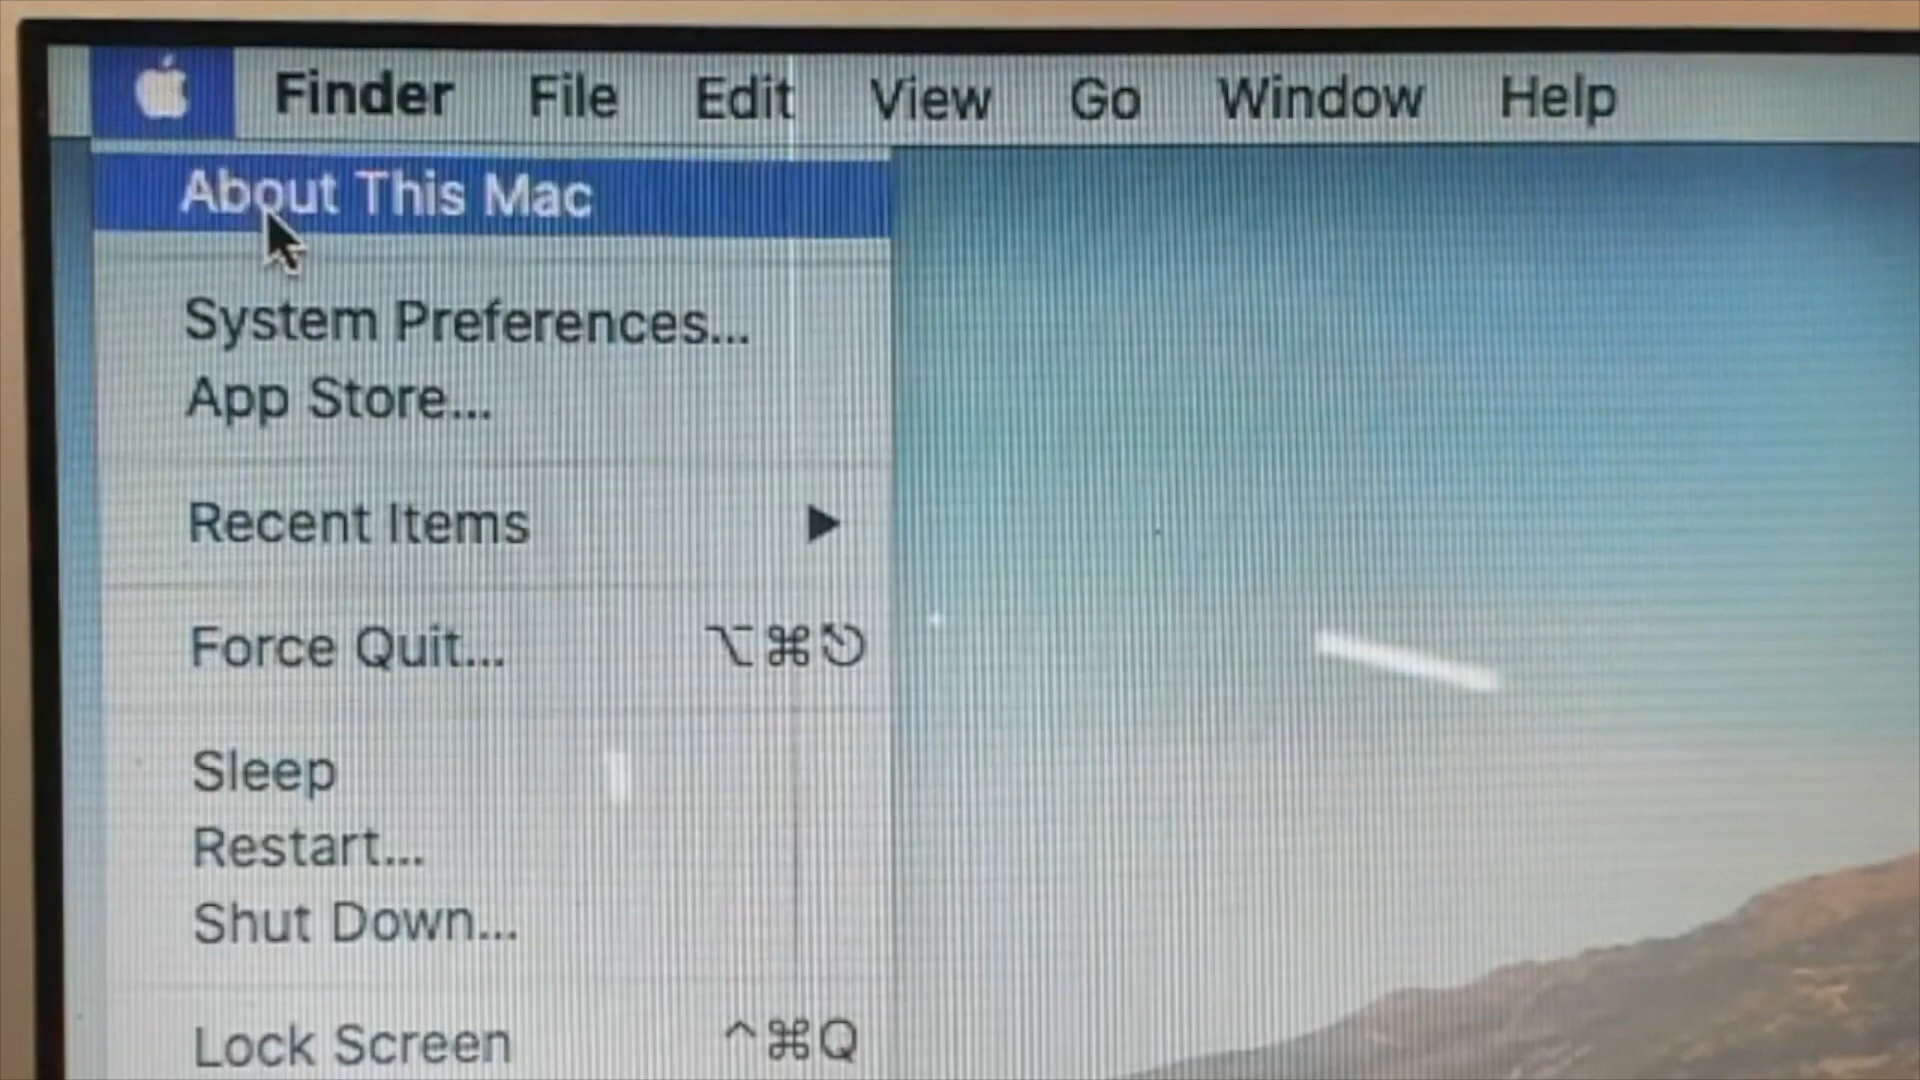 Finder File Edit View Go Window Help
About This Mac
System Preferences...
App Store...
Recent Items ▶
Force Quit... ⌥⌘⎋
Sleep
Restart...
Shut Down...
Lock Screen ^⌘Q